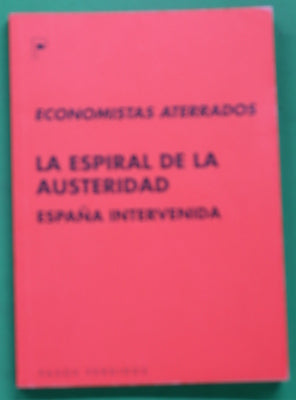 ECONOMISTAS ATERRADOS
LA ESPIRAL DE LA
AUSTERIDAD
ESPAÑA INTERVENIDA